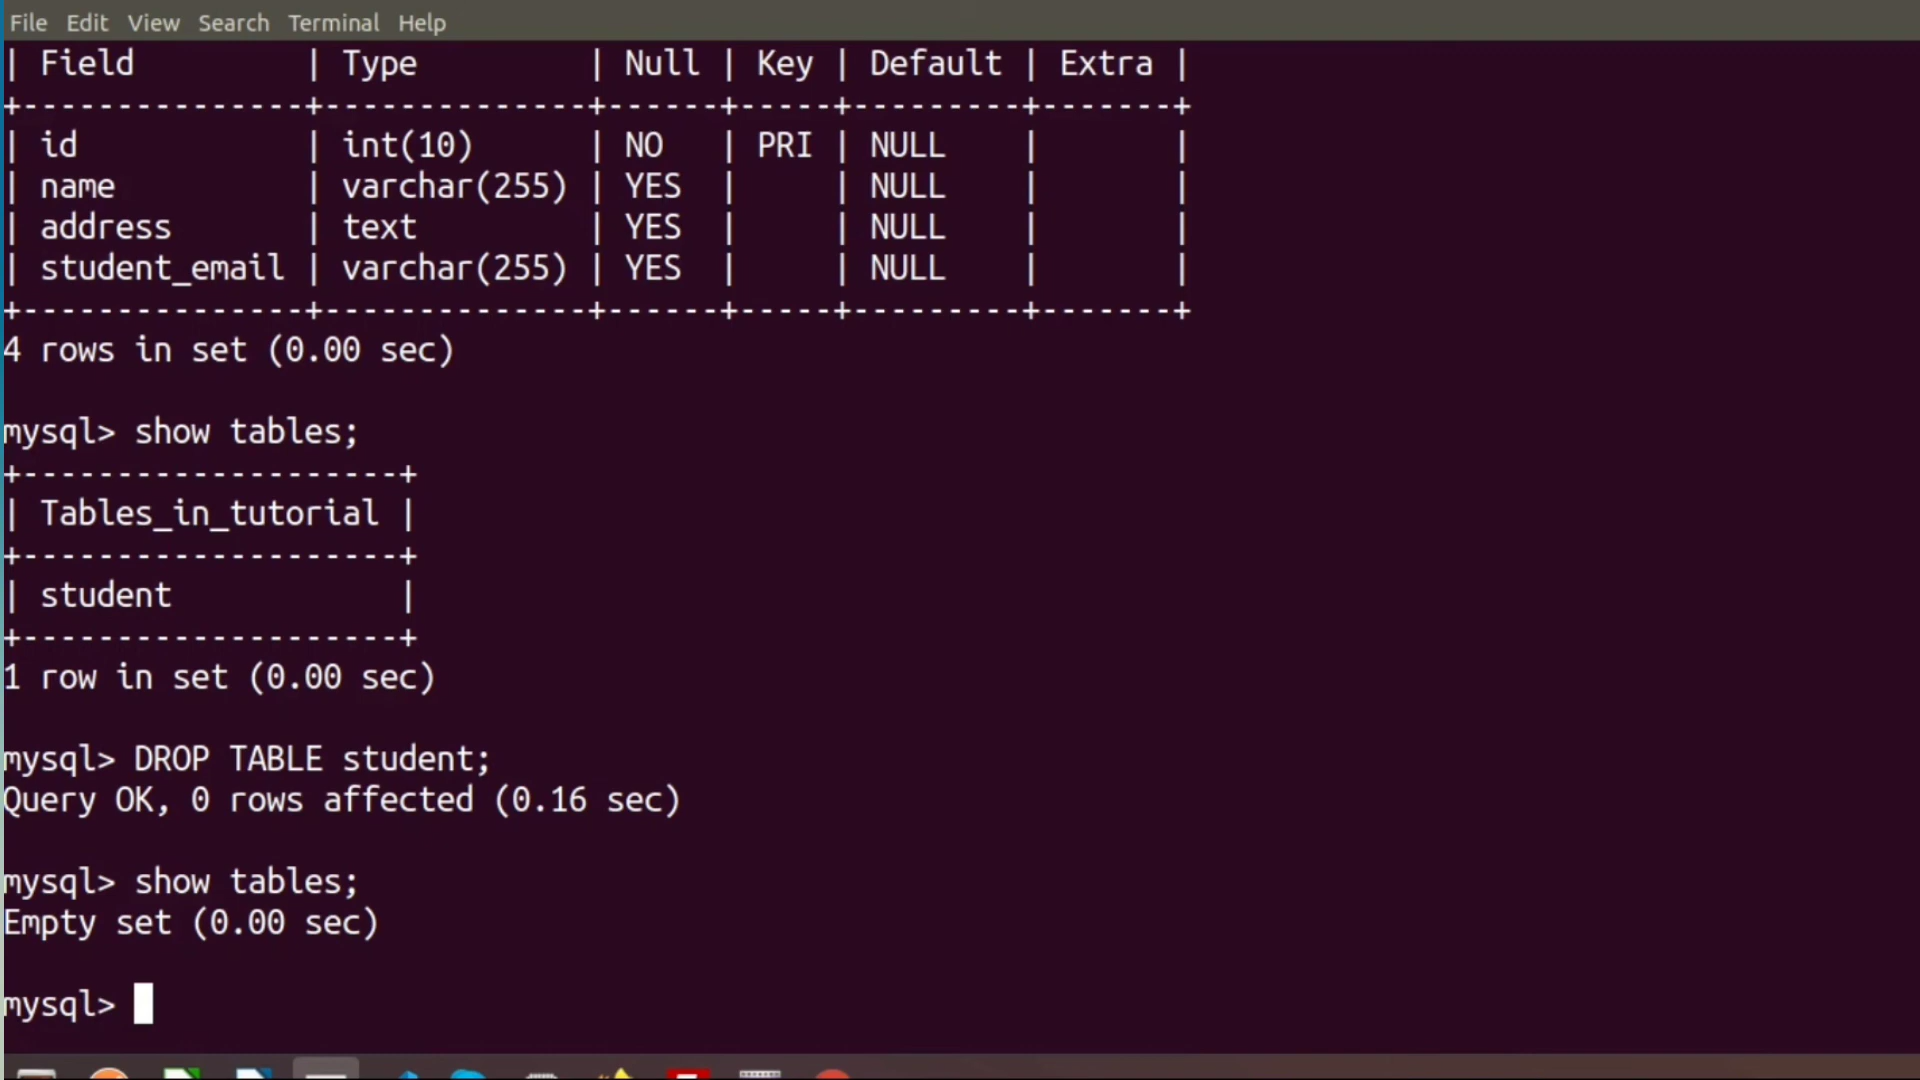 File Edit View Search Terminal Help
| Field         | Type         | Null | Key | Default | Extra |
+---------------+--------------+------+-----+---------+-------+
| id            | int(10)      | NO   | PRI | NULL    |       |
| name          | varchar(255) | YES  |     | NULL    |       |
| address       | text         | YES  |     | NULL    |       |
| student_email | varchar(255) | YES  |     | NULL    |       |
+---------------+--------------+------+-----+---------+-------+
4 rows in set (0.00 sec)
mysql> show tables;
+--------------------+
| Tables_in_tutorial |
+--------------------+
| student            |
+--------------------+
1 row in set (0.00 sec)
mysql> DROP TABLE student;
Query OK, 0 rows affected (0.16 sec)
mysql> show tables;
Empty set (0.00 sec)
mysql>